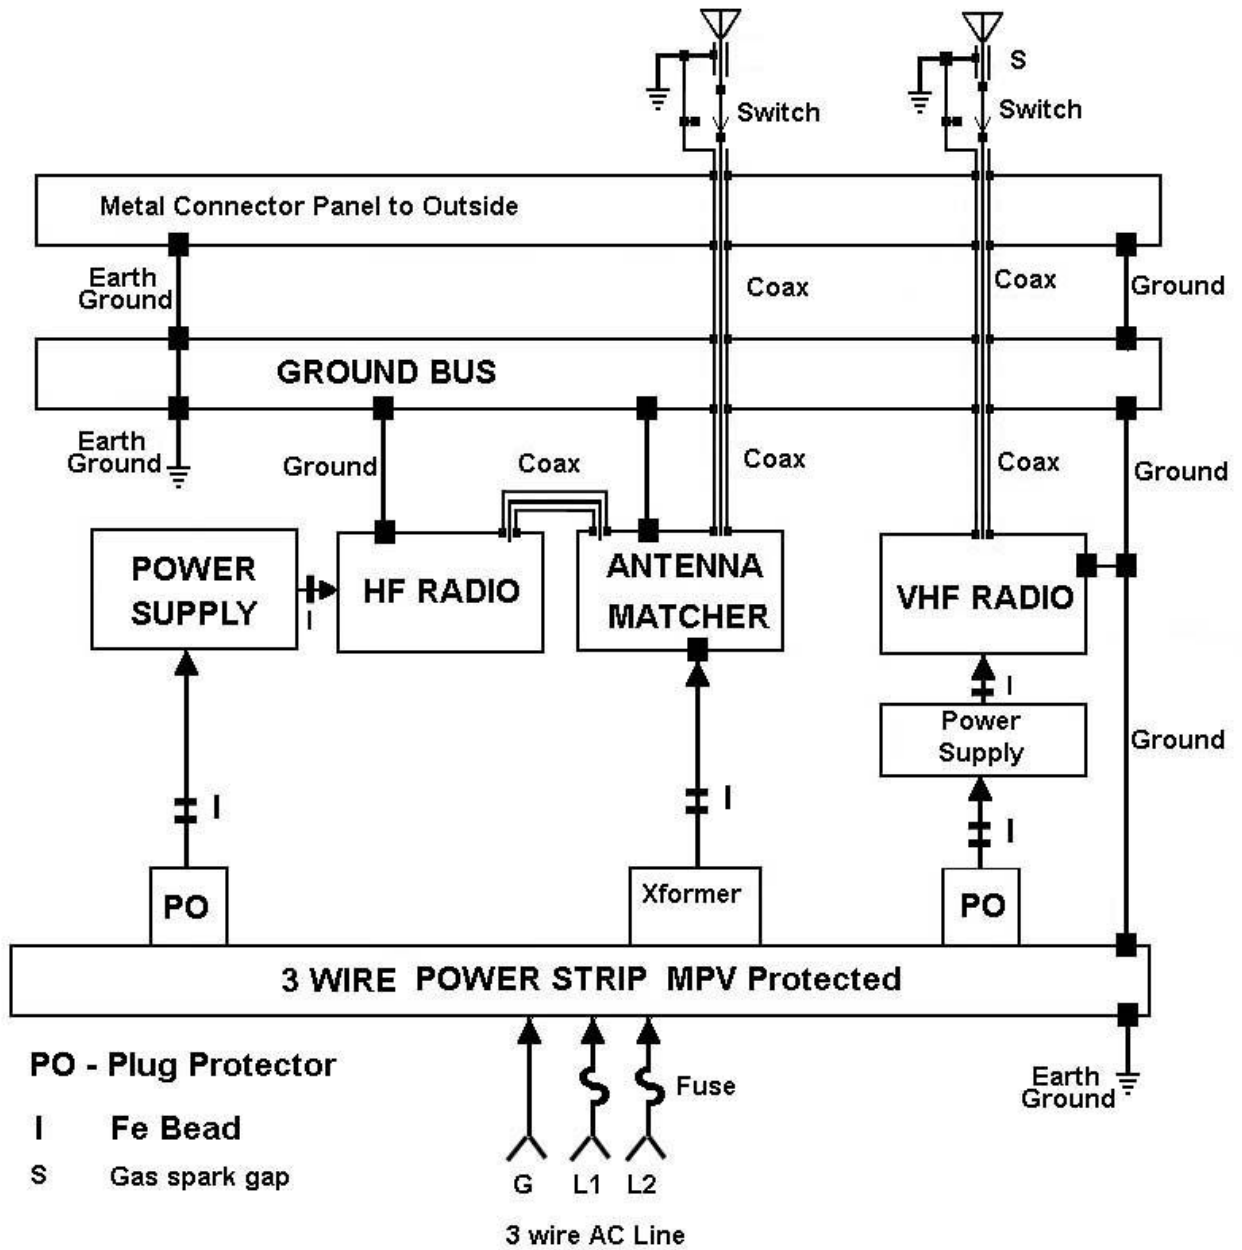 S
Switch
Switch
Metal Connector Panel to Outside
Earth
Ground
Coax
Coax
Ground
GROUND BUS
Earth
Ground
Ground
Coax
Coax
Coax
Ground
POWER
SUPPLY
I
HF RADIO
ANTENNA
MATCHER
VHF RADIO
I
Power
Supply
Ground
I
I
I
PO
Xformer
PO
3 WIRE POWER STRIP MPV Protected
PO - Plug Protector
Fuse
Earth
Ground
I Fe Bead
S Gas spark gap
G L1 L2
3 wire AC Line